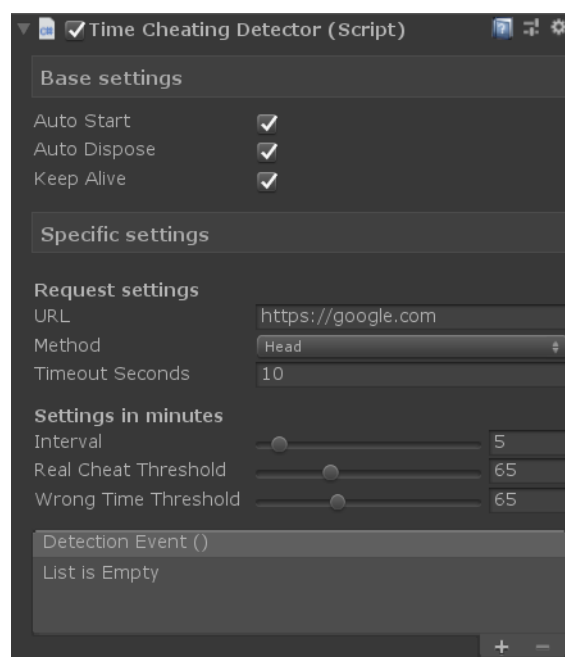 Time Cheating Detector (Script)
Base settings
Auto Start
Auto Dispose
Keep Alive
Specific settings
Request settings
URL https://google.com
Method Head
Timeout Seconds 10
Settings in minutes
Interval 5
Real Cheat Threshold 65
Wrong Time Threshold 65
Detection Event ()
List is Empty